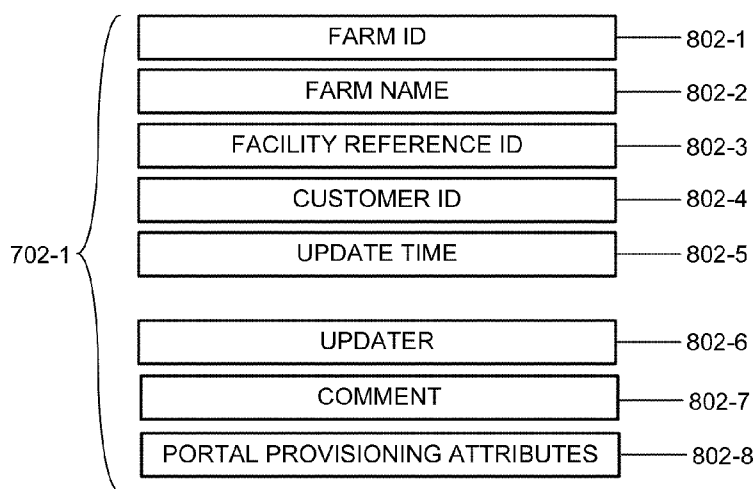 FARM ID 802-1
FARM NAME 802-2
FACILITY REFERENCE ID 802-3
CUSTOMER ID 802-4
702-1 UPDATE TIME 802-5
UPDATER 802-6
COMMENT 802-7
PORTAL PROVISIONING ATTRIBUTES 802-8